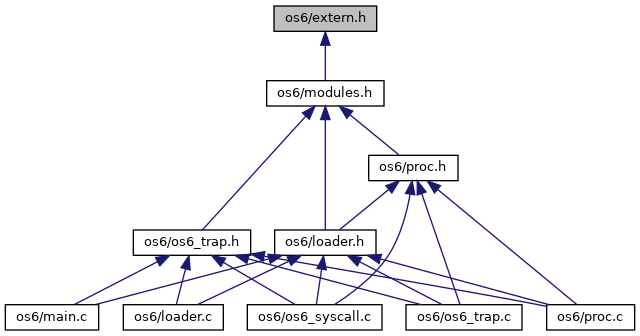 os6/extern.h
os6/modules.h
os6/proc.h
os6/os6_trap.h
os6/loader.h
os6/main.c
os6/loader.c
os6/os6_syscall.c
os6/os6_trap.c
os6/proc.c